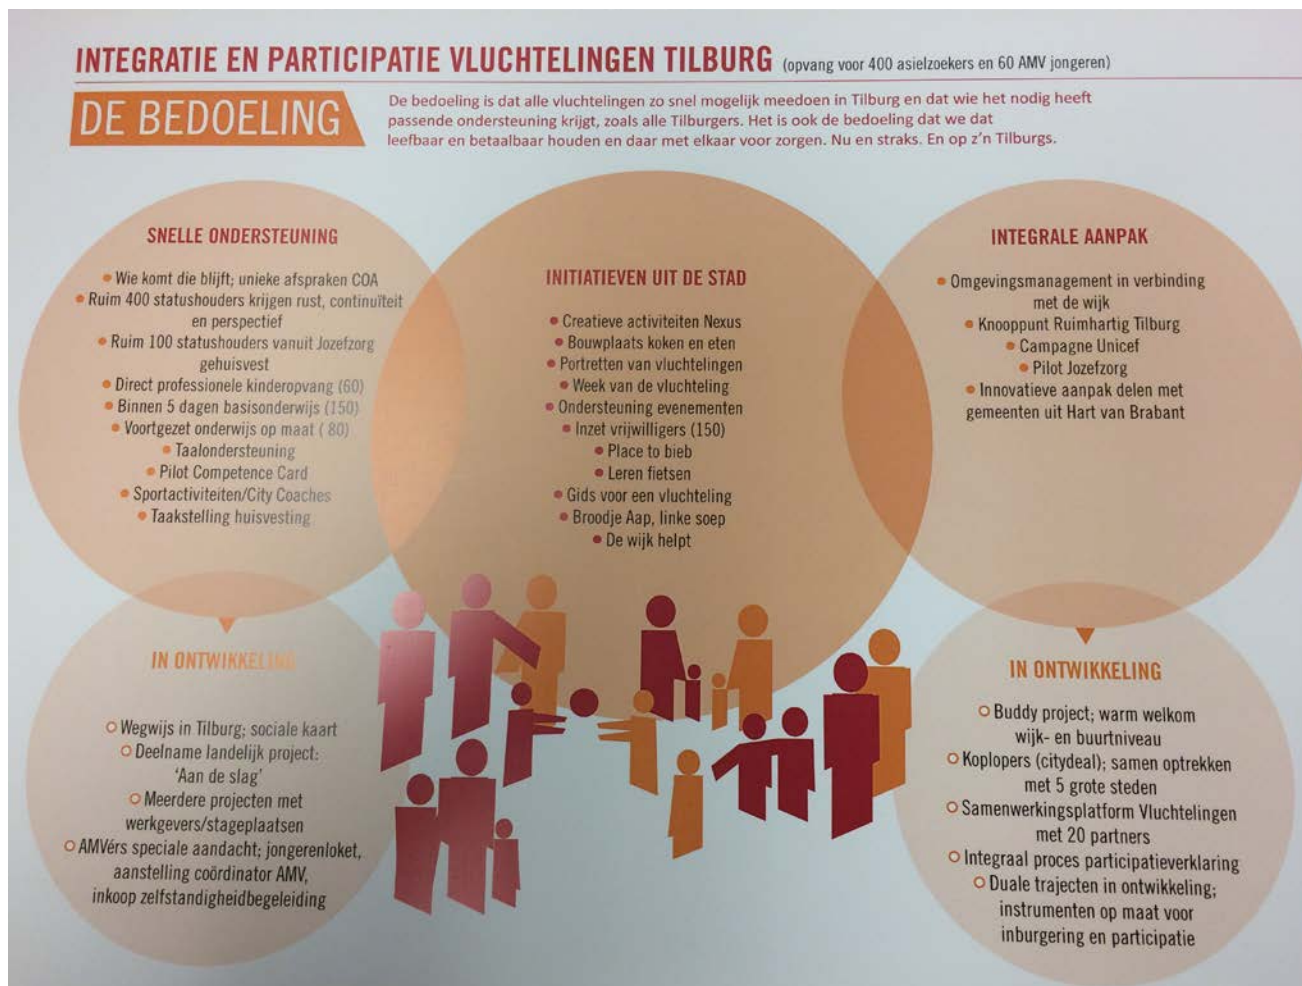 INTEGRATIE EN PARTICIPATIE VLUCHTELINGEN TILBURG (opvang voor 400 asielzoekers en 60 AMV jongeren)
DE BEDOELING
De bedoeling is dat alle vluchtelingen zo snel mogelijk meedoen in Tilburg en dat wie het nodig heeft
passende ondersteuning krijgt, zoals alle Tilburgers. Het is ook de bedoeling dat we dat
leefbaar en betaalbaar houden en daar met elkaar voor zorgen. Nu en straks. En op z'n Tilburgs.
SNELLE ONDERSTEUNING
• Wie komt die blijft; unieke afspraken COA
• Ruim 400 statushouders krijgen rust, continuïteit
en perspectief
• Ruim 100 statushouders vanuit Jozefzorg
gehuisvest
• Direct professionele kinderopvang (60)
• Binnen 5 dagen basisonderwijs (150)
• Voortgezet onderwijs op maat ( 80)
• Taalondersteuning
• Pilot Competence Card
• Sportactiviteiten/City Coaches
• Taakstelling huisvesting
INITIATIEVEN UIT DE STAD
• Creatieve activiteiten Nexus
• Bouwplaats koken en eten
• Portretten van vluchtelingen
• Week van de vluchteling
• Ondersteuning evenementen
• Inzet vrijwilligers (150)
• Place to bieb
• Leren fietsen
• Gids voor een vluchteling
• Broodje Aap, linke soep
• De wijk helpt
INTEGRALE AANPAK
• Omgevingsmanagement in verbinding
met de wijk
• Knooppunt Ruimhartig Tilburg
• Campagne Unicef
• Pilot Jozefzorg
• Innovatieve aanpak delen met
gemeenten uit Hart van Brabant
IN ONTWIKKELING
○ Wegwijs in Tilburg; sociale kaart
○ Deelname landelijk project:
'Aan de slag'
○ Meerdere projecten met
werkgevers/stageplaatsen
○ AMVérs speciale aandacht; jongerenloket,
aanstelling coördinator AMV,
inkoop zelfstandigheidbegeleiding
IN ONTWIKKELING
○ Buddy project; warm welkom
wijk- en buurtniveau
○ Koplopers (citydeal); samen optrekken
met 5 grote steden
○ Samenwerkingsplatform Vluchtelingen
met 20 partners
○ Integraal proces participatieverklaring
○ Duale trajecten in ontwikkeling;
instrumenten op maat voor
inburgering en participatie